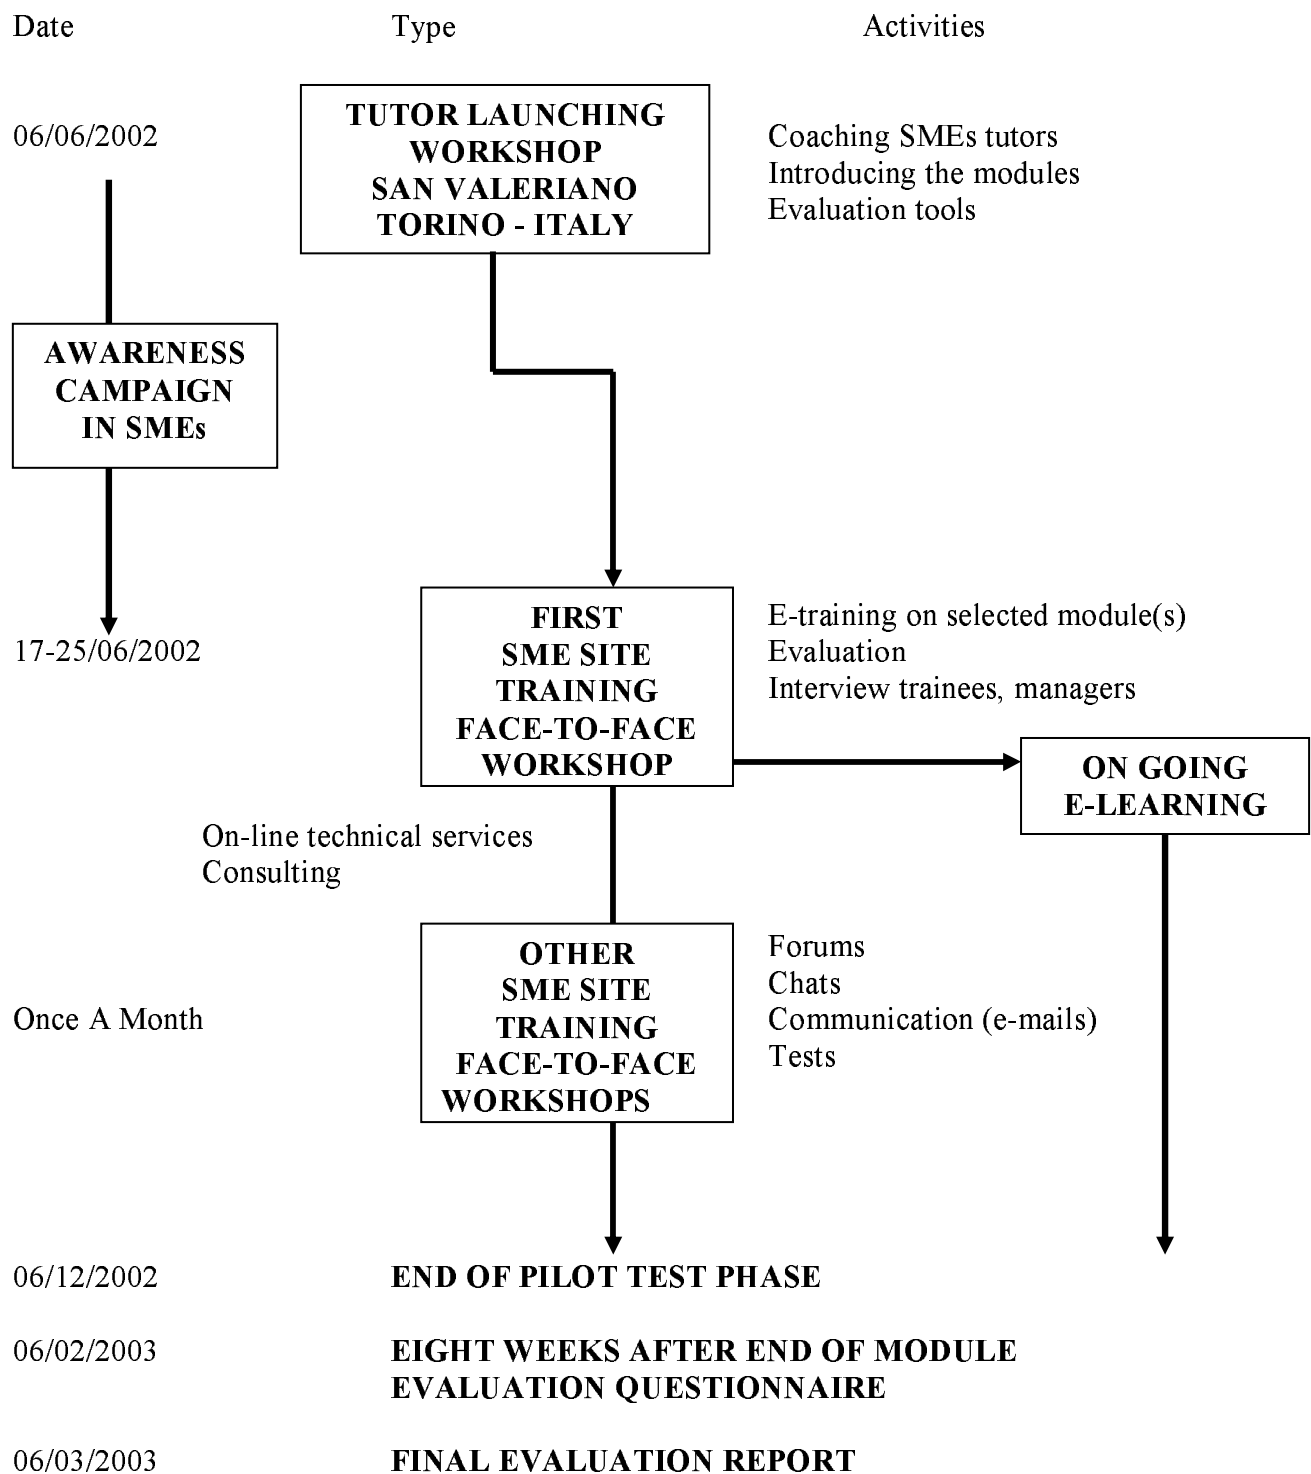 Date
Type
Activities
06/06/2002
TUTOR LAUNCHING
WORKSHOP
SAN VALERIANO
TORINO - ITALY
Coaching SMEs tutors
Introducing the modules
Evaluation tools
AWARENESS
CAMPAIGN
IN SMEs
17-25/06/2002
FIRST
SME SITE
TRAINING
FACE-TO-FACE
WORKSHOP
E-training on selected module(s)
Evaluation
Interview trainees, managers
ON GOING
E-LEARNING
On-line technical services
Consulting
Once A Month
OTHER
SME SITE
TRAINING
FACE-TO-FACE
WORKSHOPS
Forums
Chats
Communication (e-mails)
Tests
06/12/2002
END OF PILOT TEST PHASE
06/02/2003
EIGHT WEEKS AFTER END OF MODULE
EVALUATION QUESTIONNAIRE
06/03/2003
FINAL EVALUATION REPORT